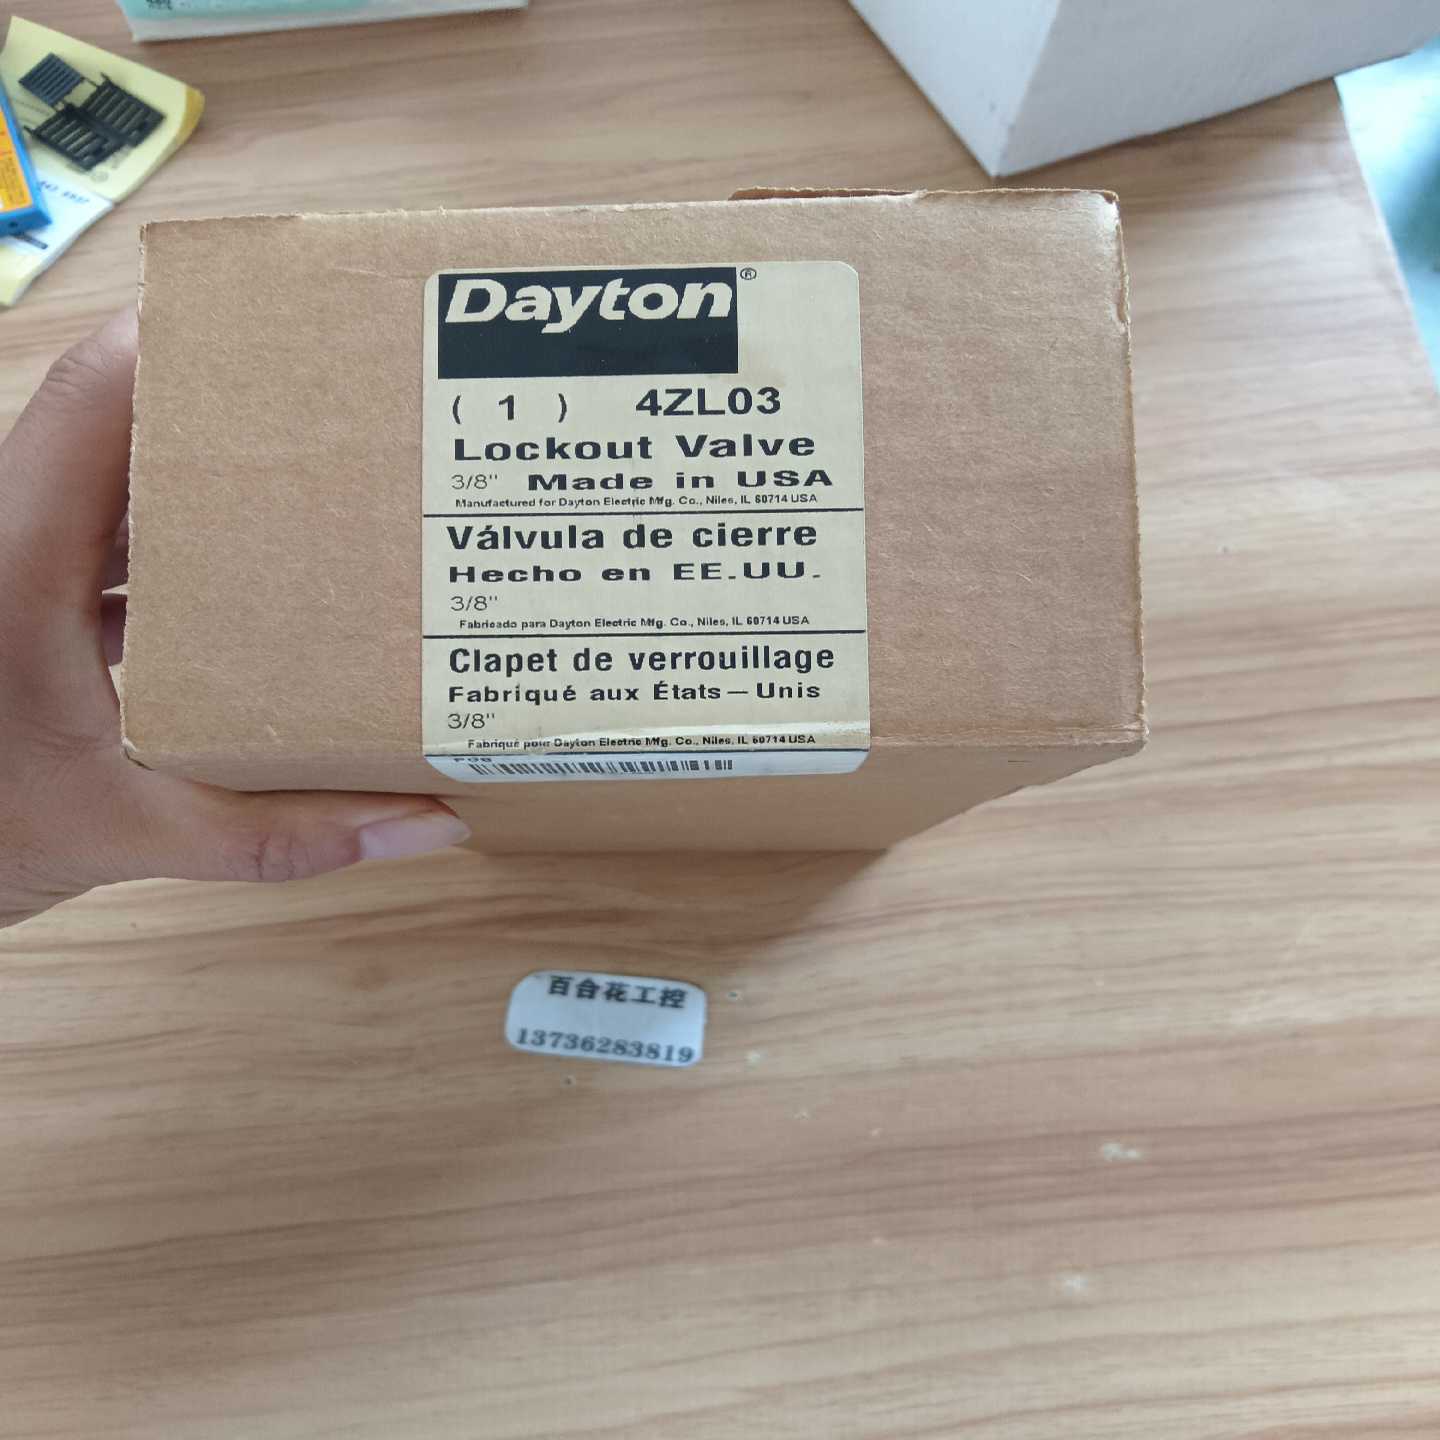 Dayton®
( 1 ) 4ZL03
Lockout Valve
3/8" Made in USA
Manufactured for Dayton Electric Mfg. Co., Niles, IL 60714 USA
Válvula de cierre
Hecho en EE.UU.
3/8"
Fabricado para Dayton Electric Mfg. Co., Niles, IL 60714 USA
Clapet de verrouillage
Fabriqué aux États–Unis
3/8"
Fabriqué pour Dayton Electric Mfg. Co., Niles, IL 60714 USA
百合花工控
13736283819